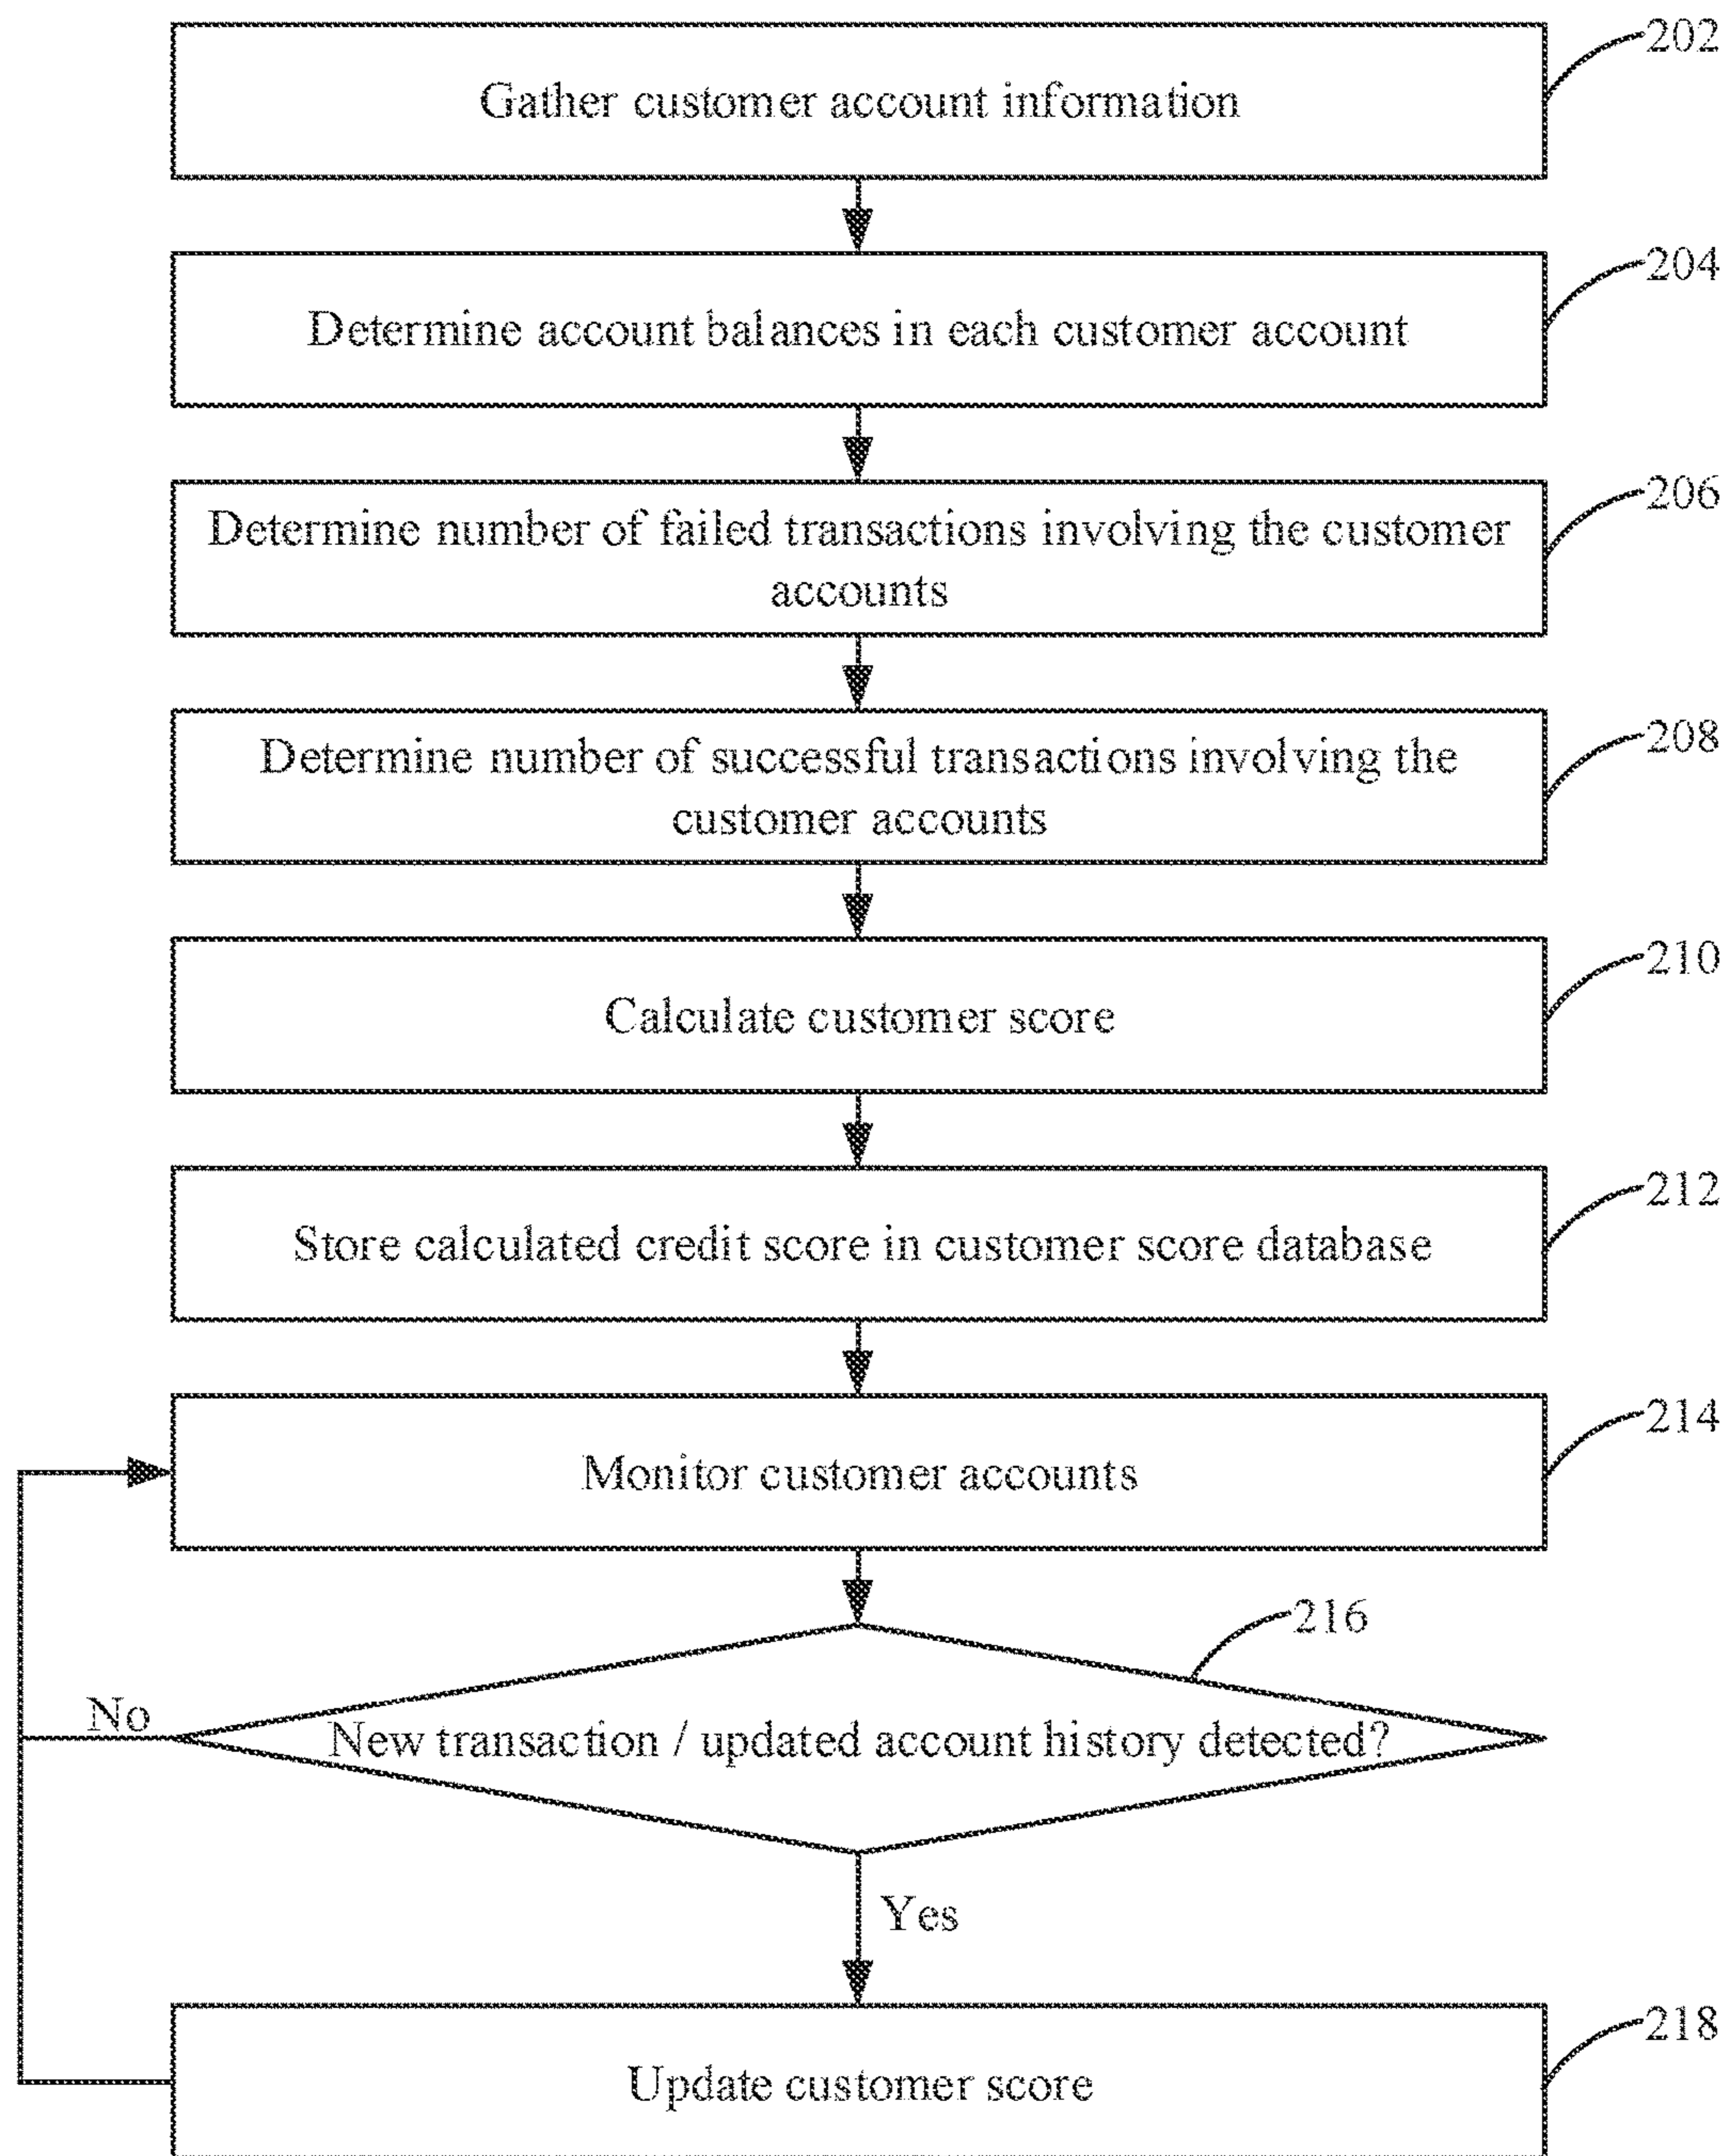 202
Gather customer account information
204
Determine account balances in each customer account
206
Determine number of failed transactions involving the customer
accounts
208
Determine number of successful transactions involving the
customer accounts
210
Calculate customer score
212
Store calculated credit score in customer score database
214
Monitor customer accounts
216
No
New transaction / updated account history detected?
Yes
218
Update customer score